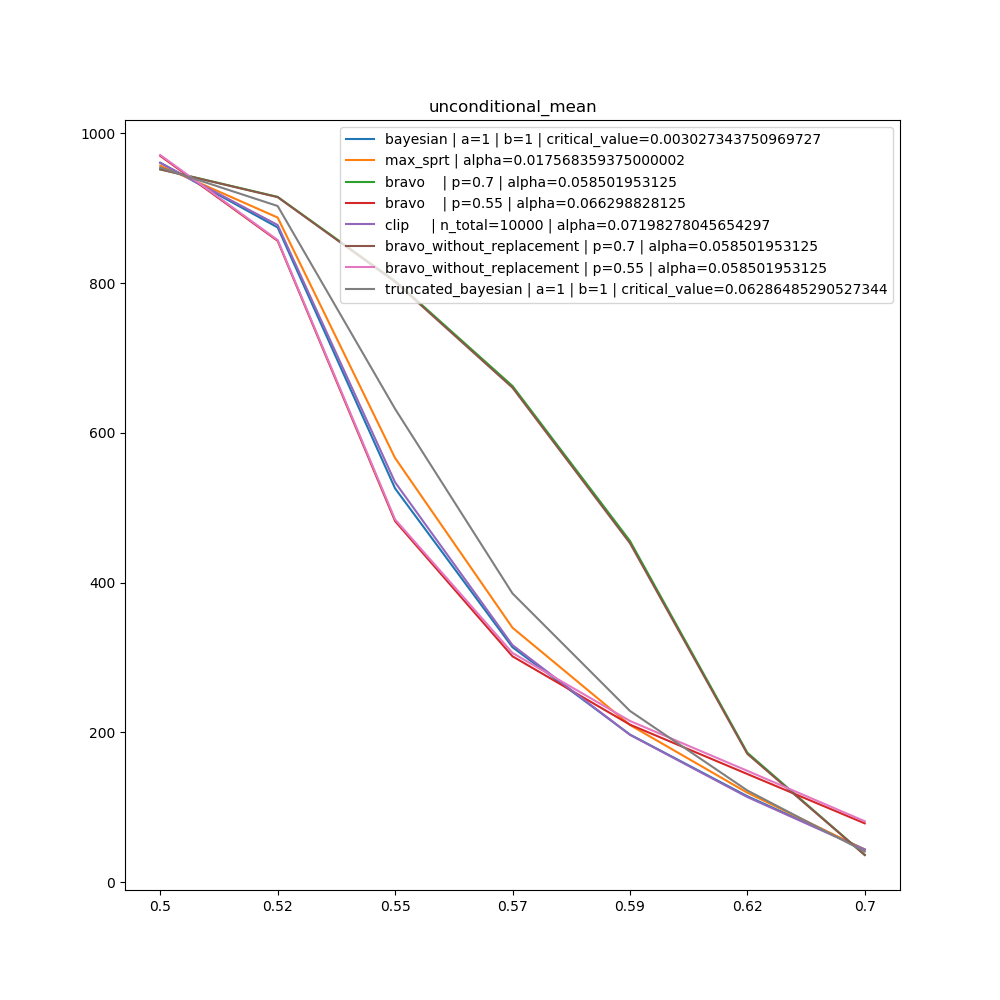 unconditional_mean
1000
800
600
400
200
0
bayesian | a=1 | b=1 | critical_value=0.003027343750969727
max_sprt | alpha=0.017568359375000002
bravo    | p=0.7 | alpha=0.058501953125
bravo    | p=0.55 | alpha=0.066298828125
clip     | n_total=10000 | alpha=0.07198278045654297
bravo_without_replacement | p=0.7 | alpha=0.058501953125
bravo_without_replacement | p=0.55 | alpha=0.058501953125
truncated_bayesian | a=1 | b=1 | critical_value=0.06286485290527344
0.5 0.52 0.55 0.57 0.59 0.62 0.7